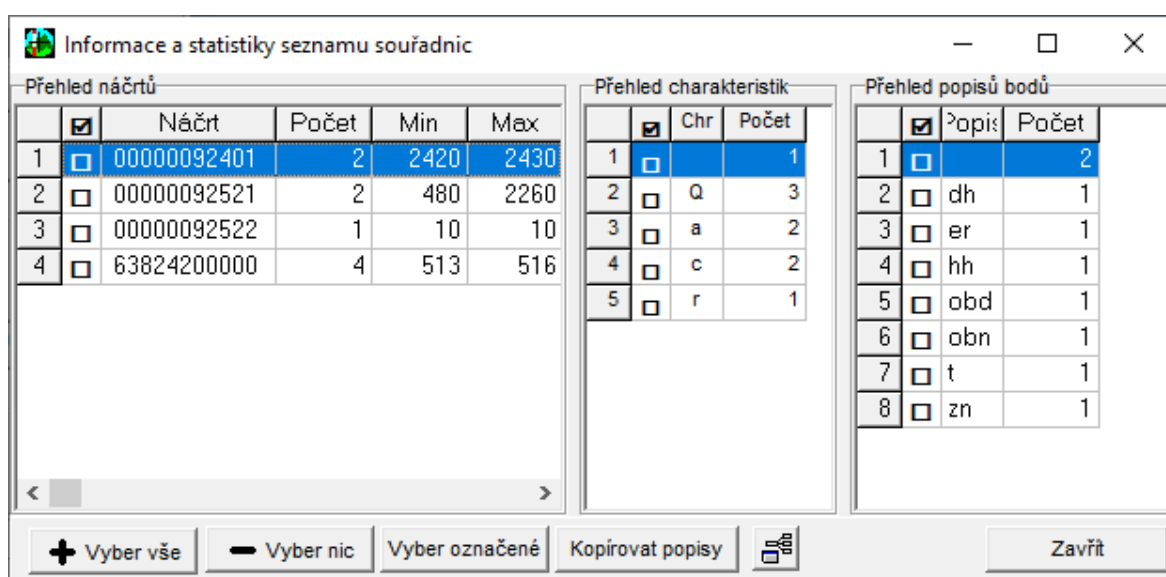 Informace a statistiky seznamu souřadnic
Přehled náčrtů
Náčrt Počet Min Max
1 00000092401 2 2420 2430
2 00000092521 2 480 2260
3 00000092522 1 10 10
4 63824200000 4 513 516
Přehled charakteristik
Chr Počet
1 1
2 Q 3
3 a 2
4 c 2
5 r 1
Přehled popisů bodů
Popis Počet
1 2
2 dh 1
3 er 1
4 hh 1
5 obd 1
6 obn 1
7 t 1
8 zn 1
Vyber vše Vyber nic Vyber označené Kopírovat popisy Zavřít